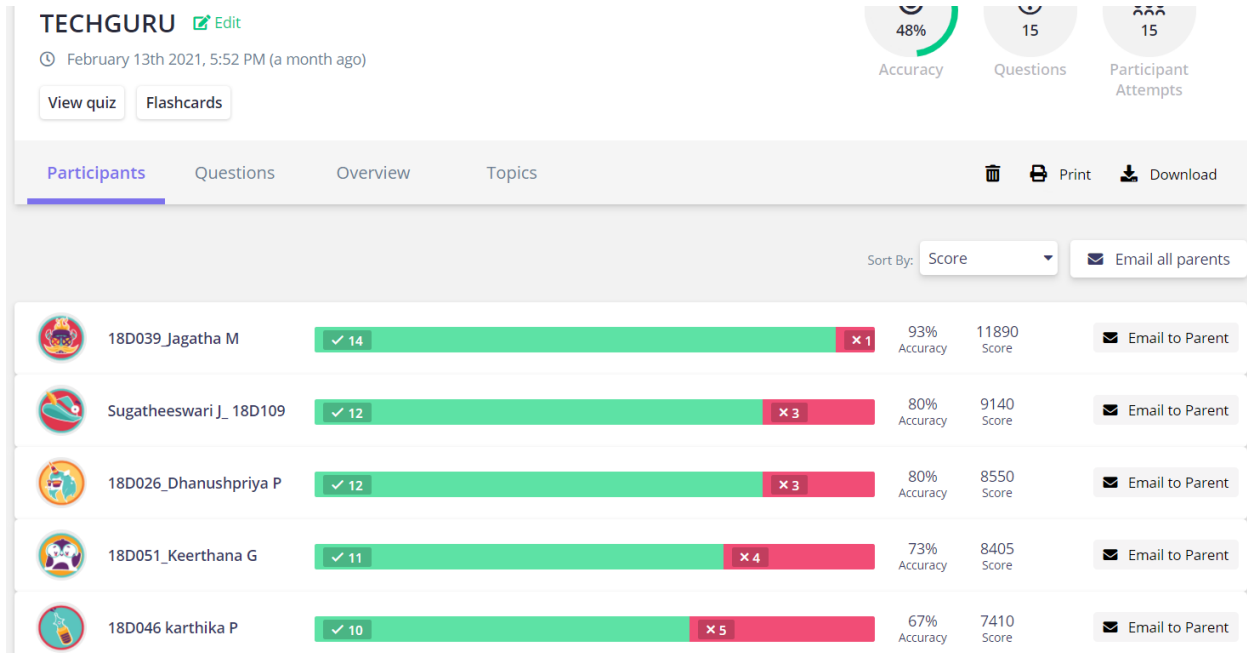 TECHGURU Edit
February 13th 2021, 5:52 PM (a month ago)
View quiz Flashcards
48%
Accuracy
15
Questions
15
Participant
Attempts
Participants Questions Overview Topics Print Download
Sort By: Score Email all parents
18D039_Jagatha M 14 1 93% Accuracy 11890 Score Email to Parent
Sugatheeswari J_ 18D109 12 3 80% Accuracy 9140 Score Email to Parent
18D026_Dhanushpriya P 12 3 80% Accuracy 8550 Score Email to Parent
18D051_Keerthana G 11 4 73% Accuracy 8405 Score Email to Parent
18D046 karthika P 10 5 67% Accuracy 7410 Score Email to Parent